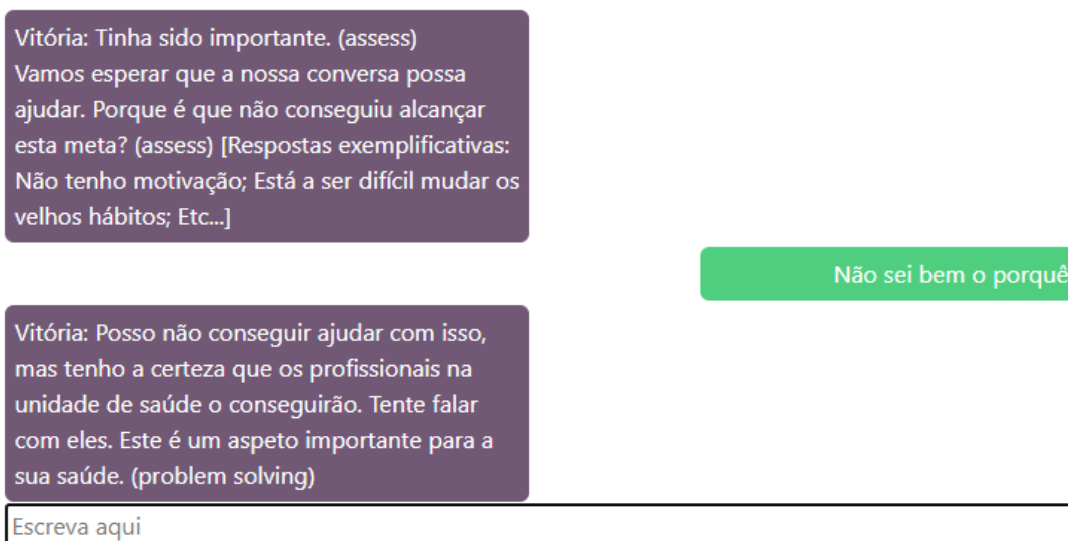 Vitória: Tinha sido importante. (assess)
Vamos esperar que a nossa conversa possa
ajudar. Porque é que não conseguiu alcançar
esta meta? (assess) [Respostas exemplificativas:
Não tenho motivação; Está a ser difícil mudar os
velhos hábitos; Etc...]
Não sei bem o porquê
Vitória: Posso não conseguir ajudar com isso,
mas tenho a certeza que os profissionais na
unidade de saúde o conseguirão. Tente falar
com eles. Este é um aspeto importante para a
sua saúde. (problem solving)
Escreva aqui